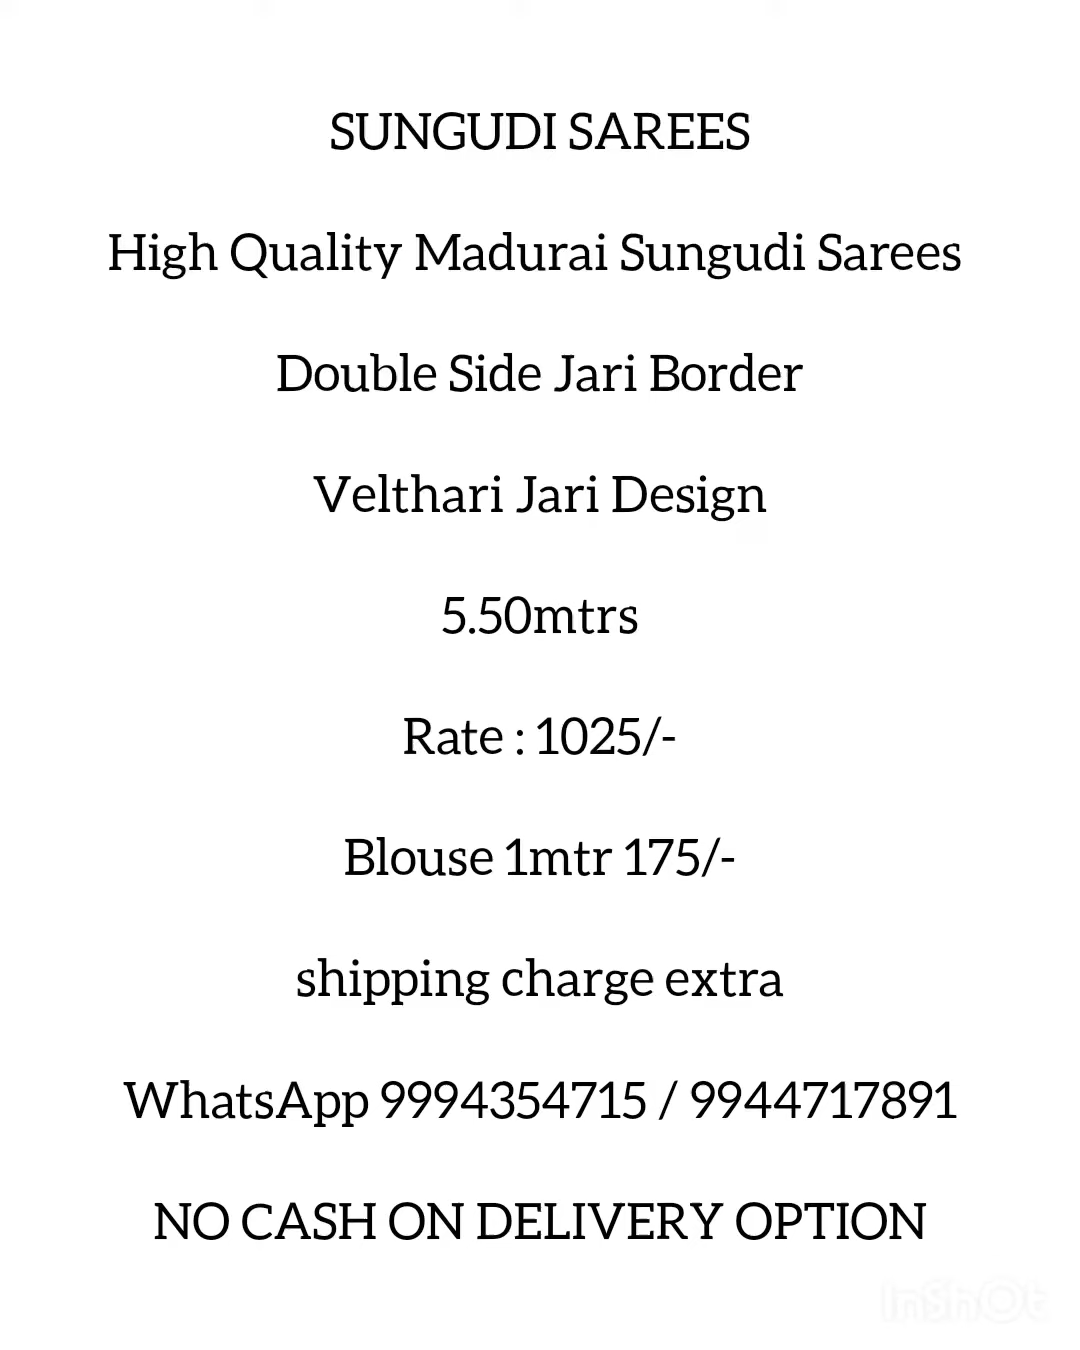 SUNGUDI SAREES
High Quality Madurai Sungudi Sarees
Double Side Jari Border
Velthari Jari Design
5.50mtrs
Rate : 1025/-
Blouse 1mtr 175/-
shipping charge extra
WhatsApp 9994354715 / 9944717891
NO CASH ON DELIVERY OPTION
InShOt